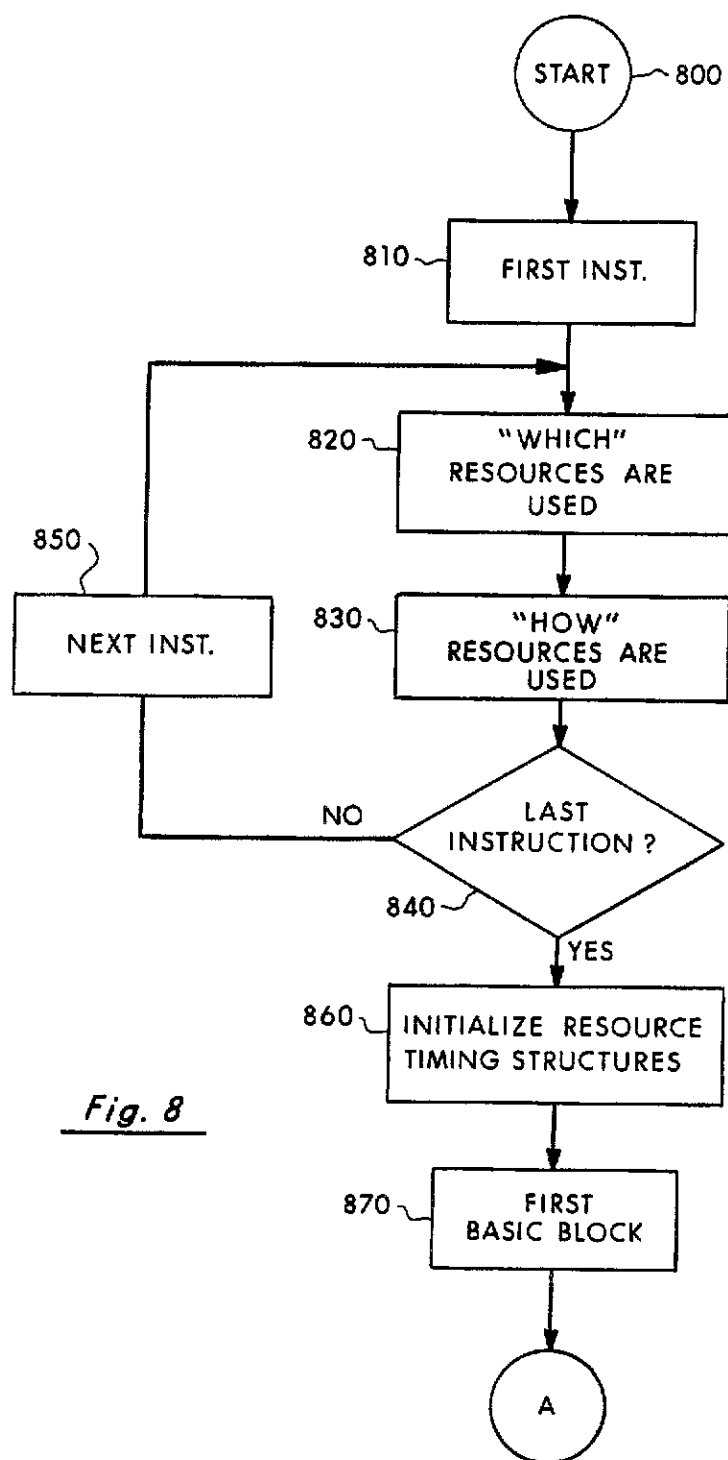 START
800
810
FIRST INST.
820
"WHICH"
RESOURCES ARE
USED
850
NEXT INST.
830
"HOW"
RESOURCES ARE
USED
NO
LAST
INSTRUCTION ?
840
YES
860
INITIALIZE RESOURCE
TIMING STRUCTURES
Fig. 8
870
FIRST
BASIC BLOCK
A